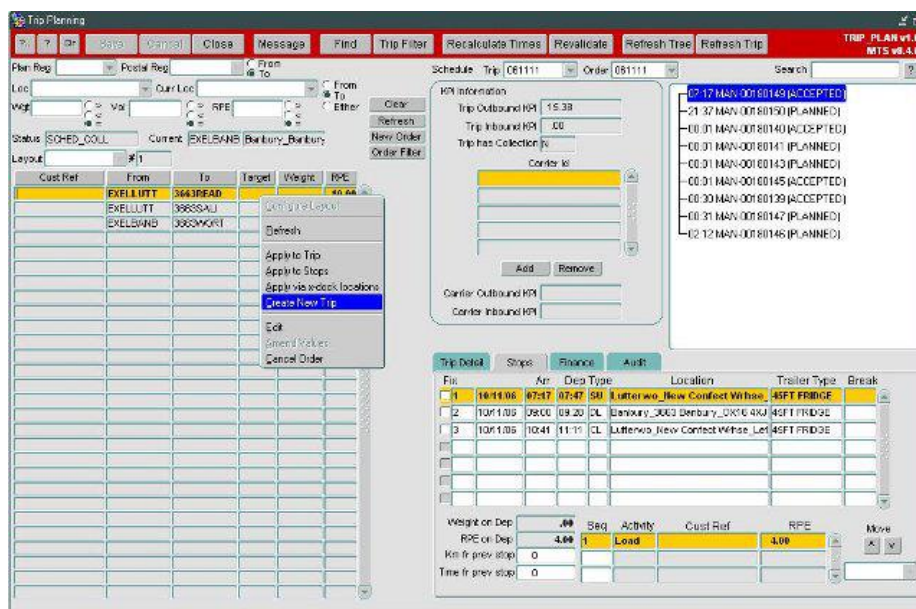 Trip Planning
? ? Save Cancel Close Message Find Trip Filter Recalculate Times Revalidate Refresh Tree Refresh Trip TRIP_PLAN v1.
MTS v9.4.
Plan Reg Postal Reg From To
Schedule Trip 061111 Order 061111 Search ?
Loc Curr Loc From To Either
Wgt > < = Vol > < = RPE > < =
Clear
Refresh
New Order
Order Filter
Status SCHED_COLL Current EXELBANB Banbury_Banbury
Layout # 1
Cust Ref From To Target Weight RPE
EXELLUTT 3663READ 10.00
EXELLUTT 3663SALI
EXELBANB 3663WORT
Configure Layout
Refresh
Apply to Trip
Apply to Stops
Apply via x-dock locations
Create New Trip
Edit
Amend Values
Cancel Order
KPI Information
Trip Outbound KPI 15.38
Trip Inbound KPI .00
Trip has Collection N
Carrier Id
Add Remove
Carrier Outbound KPI
Carrier Inbound KPI
07:17 MAN-00180149 (ACCEPTED)
21:37 MAN-00180150 (PLANNED)
00:01 MAN-00180140 (ACCEPTED)
00:01 MAN-00180141 (PLANNED)
00:01 MAN-00180143 (PLANNED)
00:01 MAN-00180145 (ACCEPTED)
00:30 MAN-00180139 (ACCEPTED)
00:31 MAN-00180147 (PLANNED)
02:12 MAN-00180146 (PLANNED)
Trip Detail Stops Finance Audit
Fix Arr Dep Type Location Trailer Type Break
1 10/11/06 07:17 07:47 SU Lutterwo_New Confect Wrhse_ 45FT FRIDGE
2 10/11/06 09:00 09:20 DL Banbury_3663 Banbury_OX16 4XJ 45FT FRIDGE
3 10/11/06 10:41 11:11 CL Lutterwo_New Confect Wrhse_Let 45FT FRIDGE
Weight on Dep .00
RPE on Dep 4.00
Km fr prev stop 0
Time fr prev stop 0
Seq Activity Cust Ref RPE
1 Load 4.00
Move